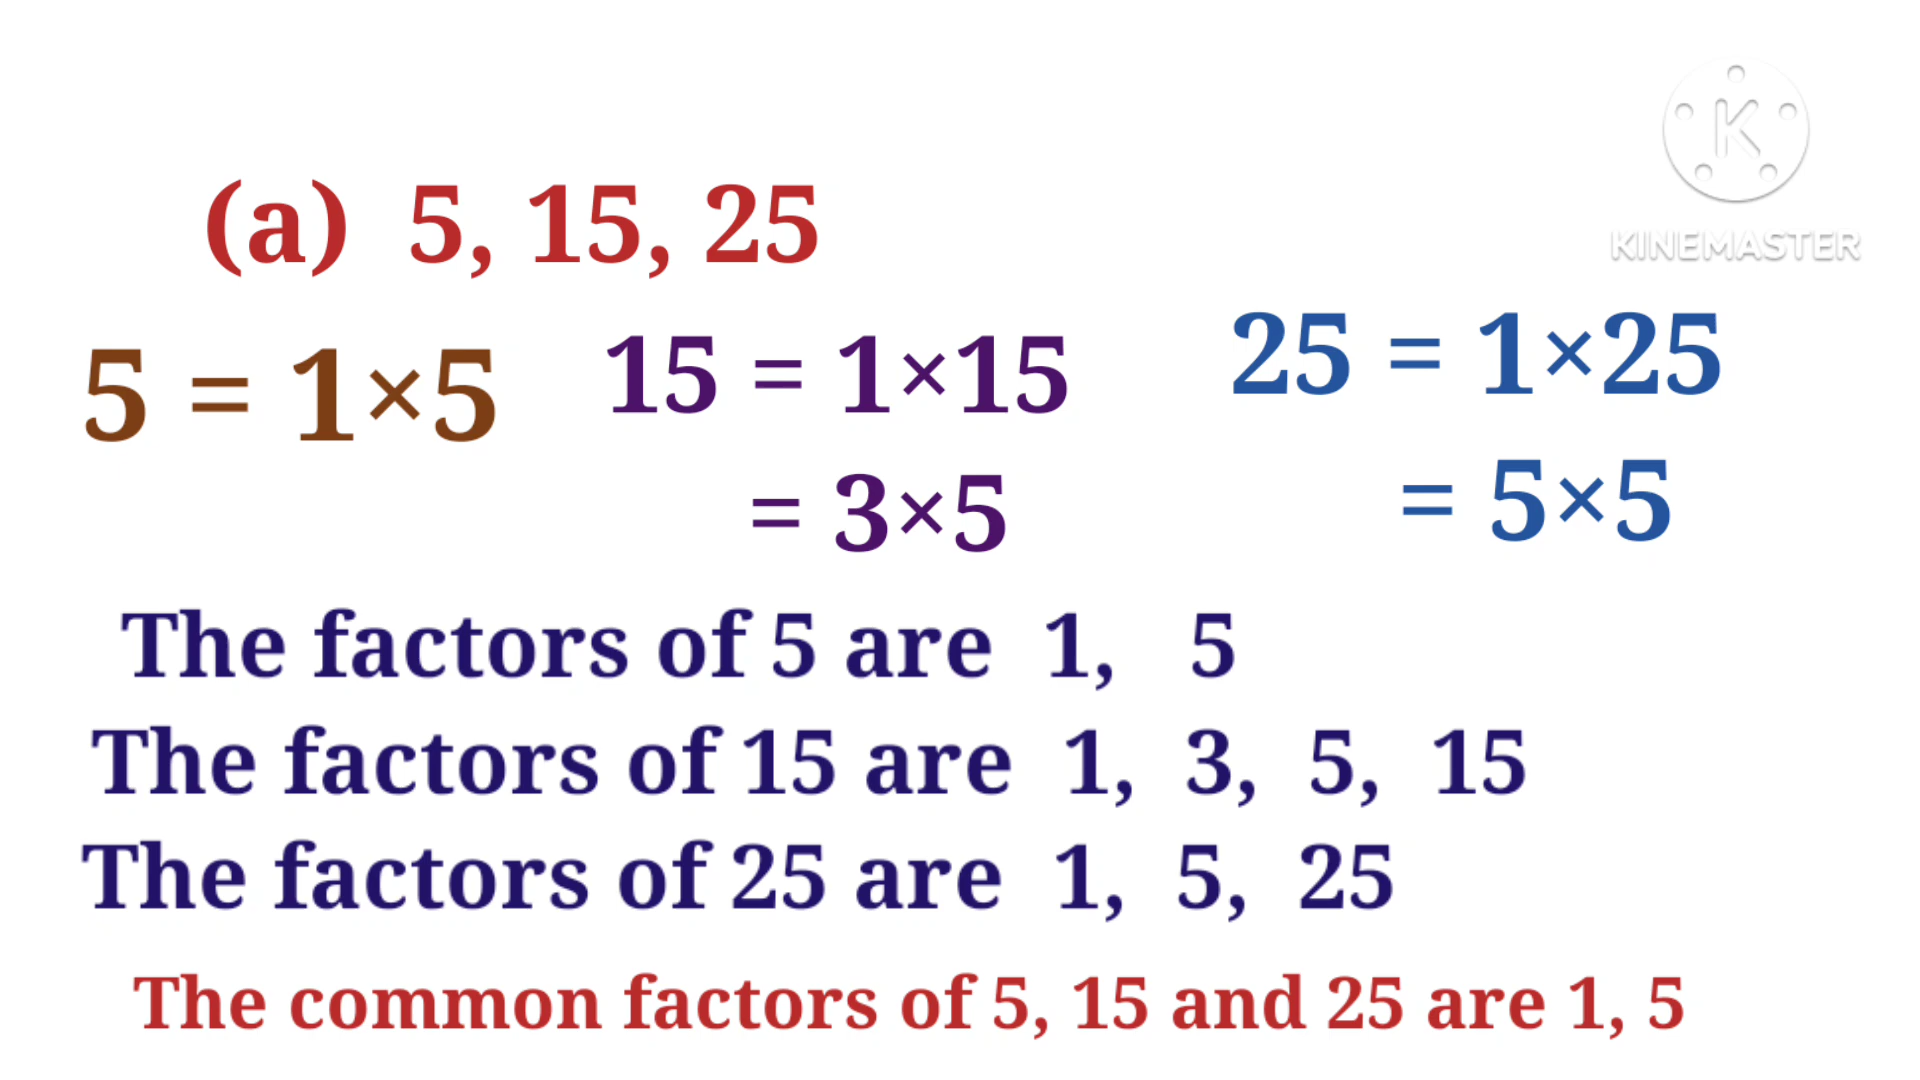 K
KINEMASTER
(a) 5, 15, 25
5 = 1×5
15 = 1×15
= 3×5
25 = 1×25
= 5×5
The factors of 5 are 1, 5
The factors of 15 are 1, 3, 5, 15
The factors of 25 are 1, 5, 25
The common factors of 5, 15 and 25 are 1, 5